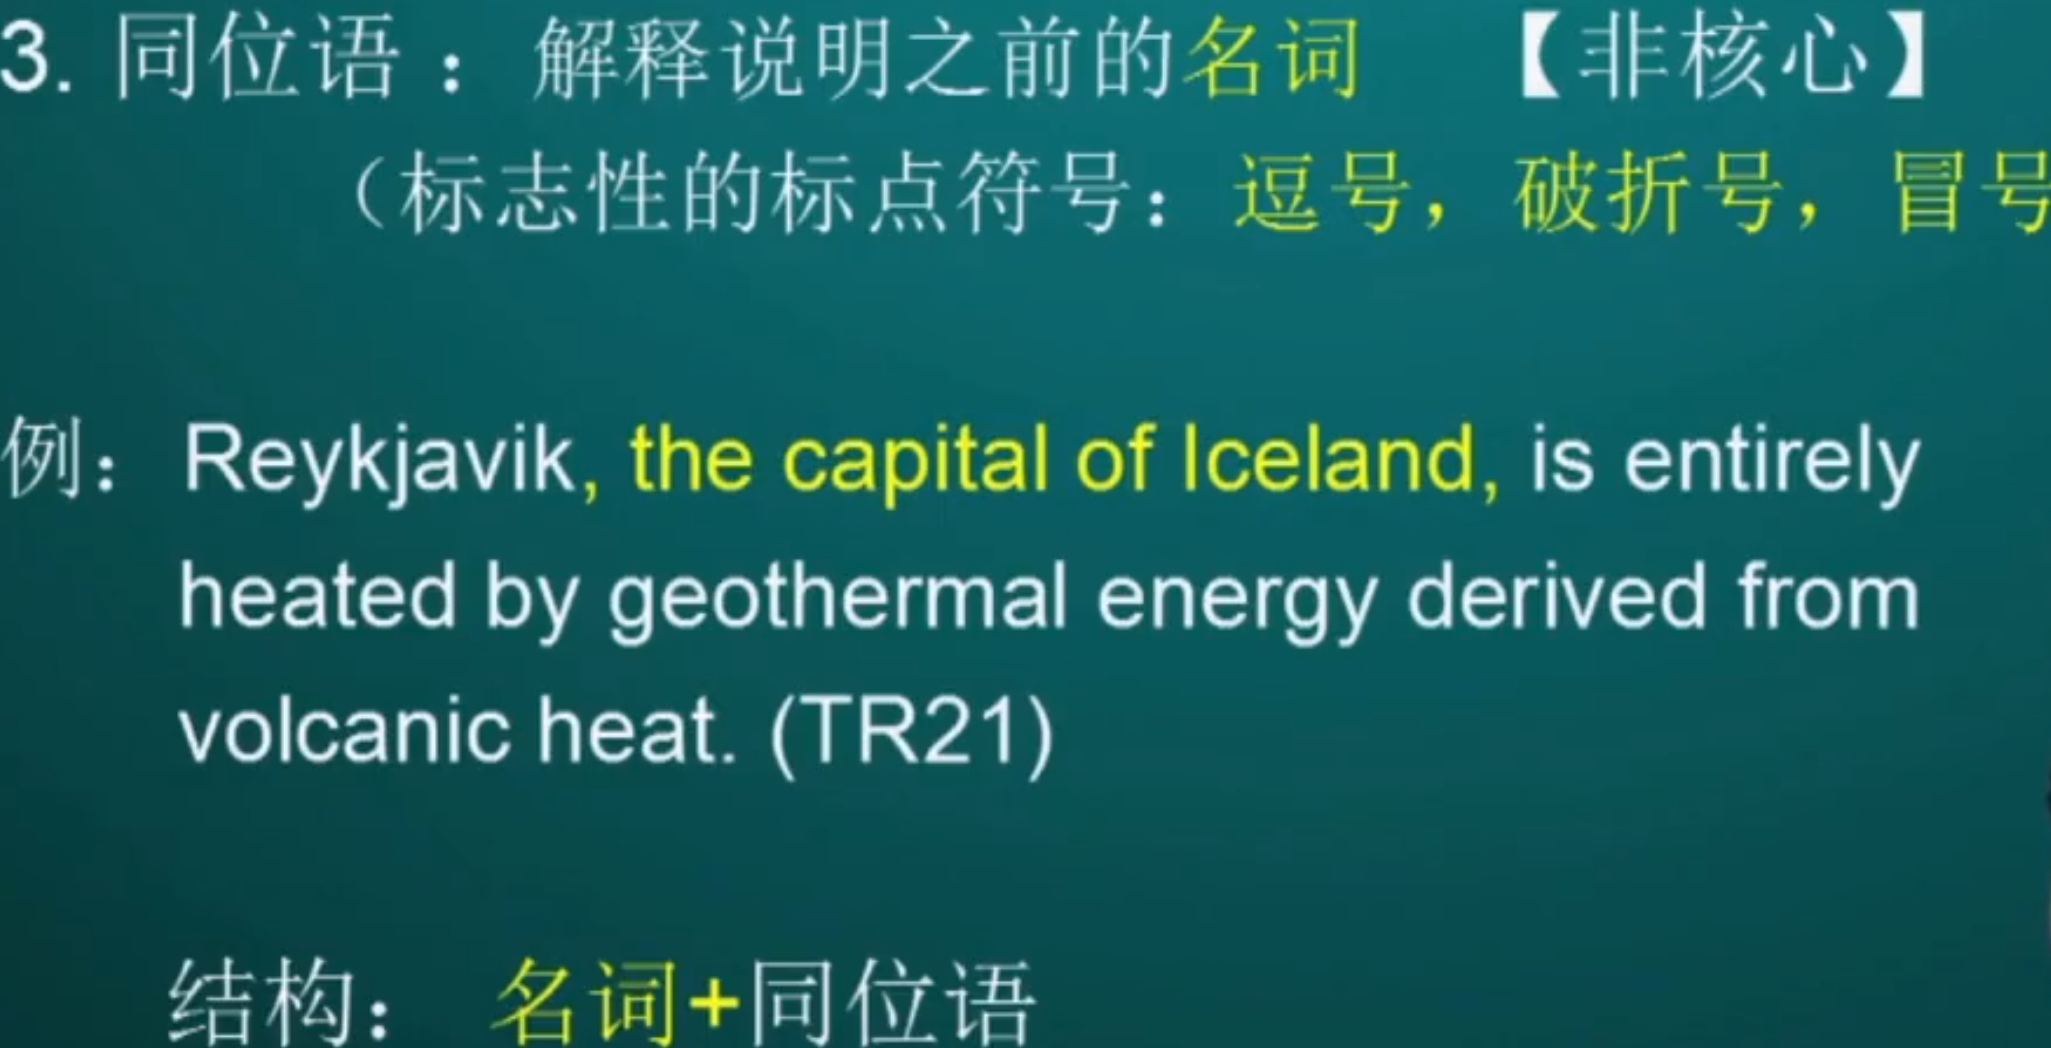 3. 同位语 ： 解释说明之前的名词 【非核心】
（标志性的标点符号：逗号，破折号，冒号
例：Reykjavik, the capital of Iceland, is entirely
heated by geothermal energy derived from
volcanic heat. (TR21)
结构： 名词+同位语